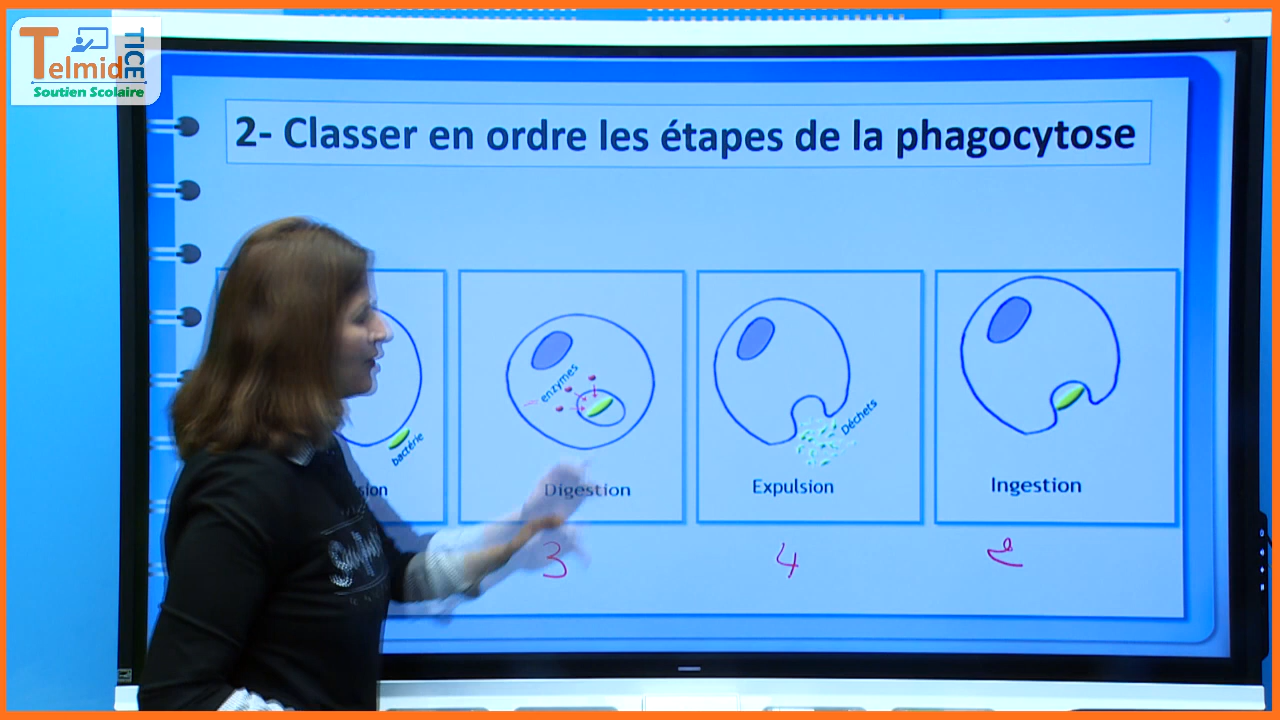 Telmid TICE
Soutien Scolaire
2- Classer en ordre les étapes de la phagocytose
bactérie
enzymes
Déchets
Digestion
Expulsion
Ingestion
3
4
2